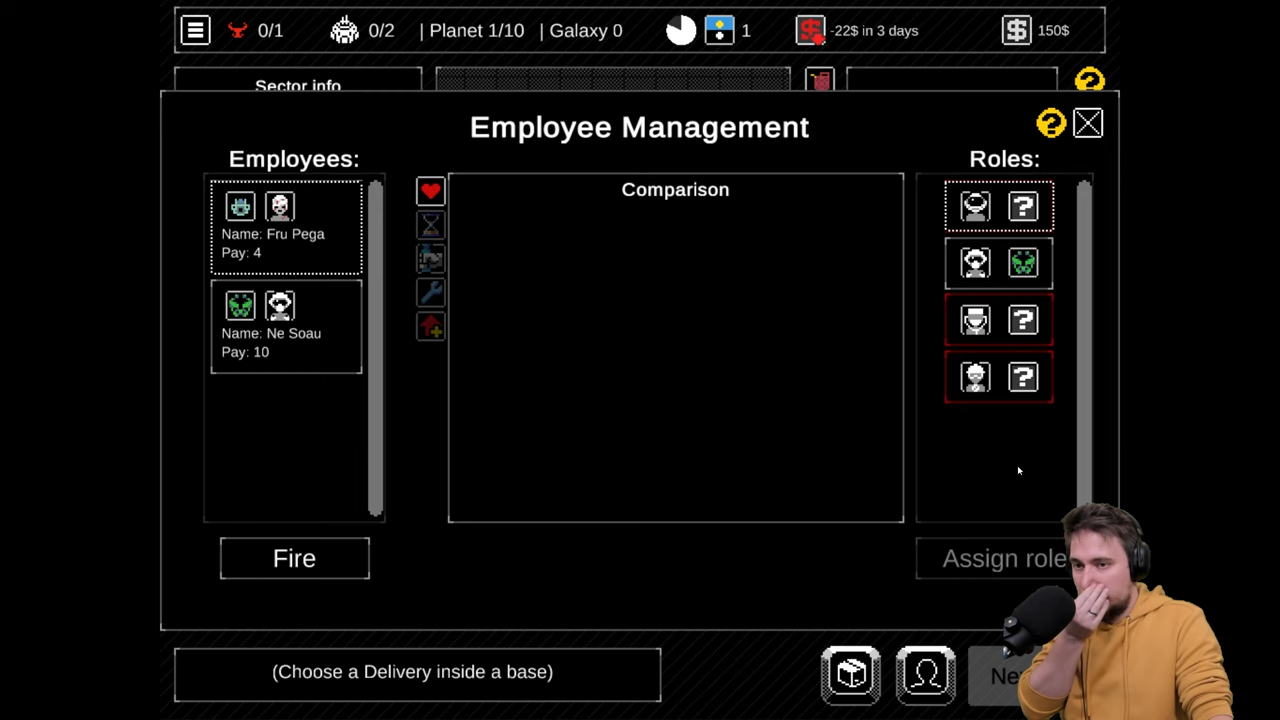 0/1
0/2
| Planet 1/10
| Galaxy 0
1
-22$ in 3 days
150$
Sector info
Employee Management
Employees:
Roles:
Comparison
Name: Fru Pega
Pay: 4
Name: Ne Soau
Pay: 10
Fire
Assign role
(Choose a Delivery inside a base)